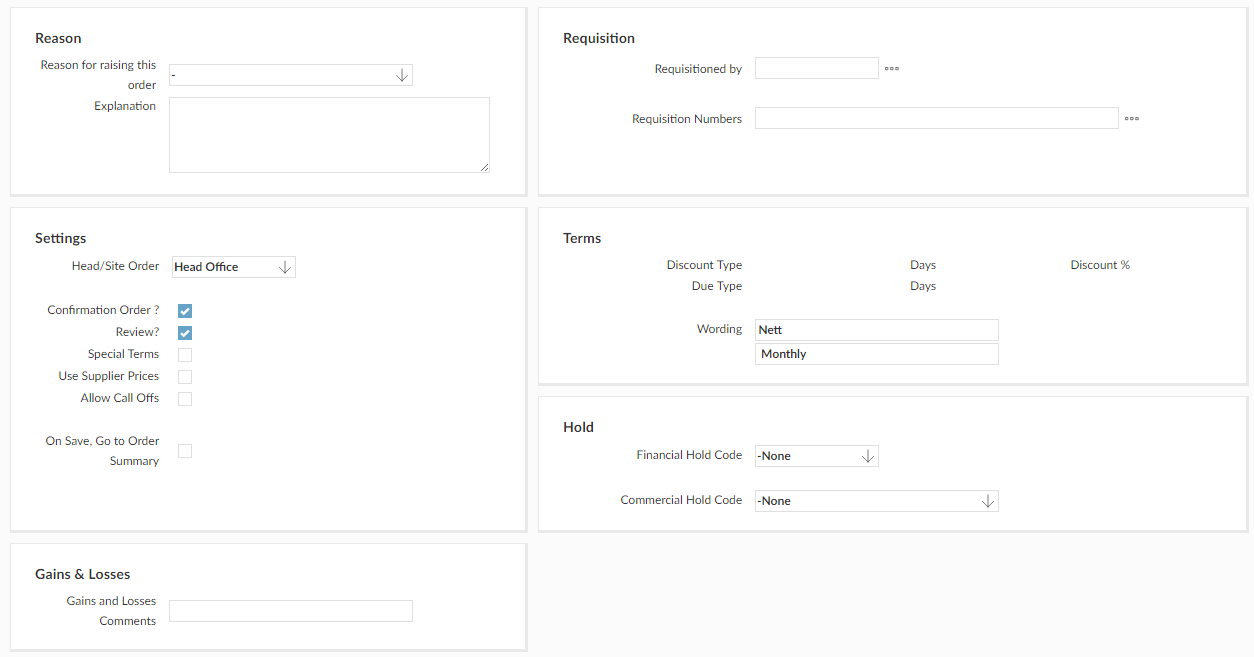 Reason
Reason for raising this
order
-
Explanation
Requisition
Requisitioned by
Requisition Numbers
Settings
Head/Site Order Head Office
Confirmation Order ?
Review?
Special Terms
Use Supplier Prices
Allow Call Offs
On Save, Go to Order
Summary
Terms
Discount Type Days Discount %
Due Type Days
Wording Nett
Monthly
Hold
Financial Hold Code -None
Commercial Hold Code -None
Gains & Losses
Gains and Losses
Comments